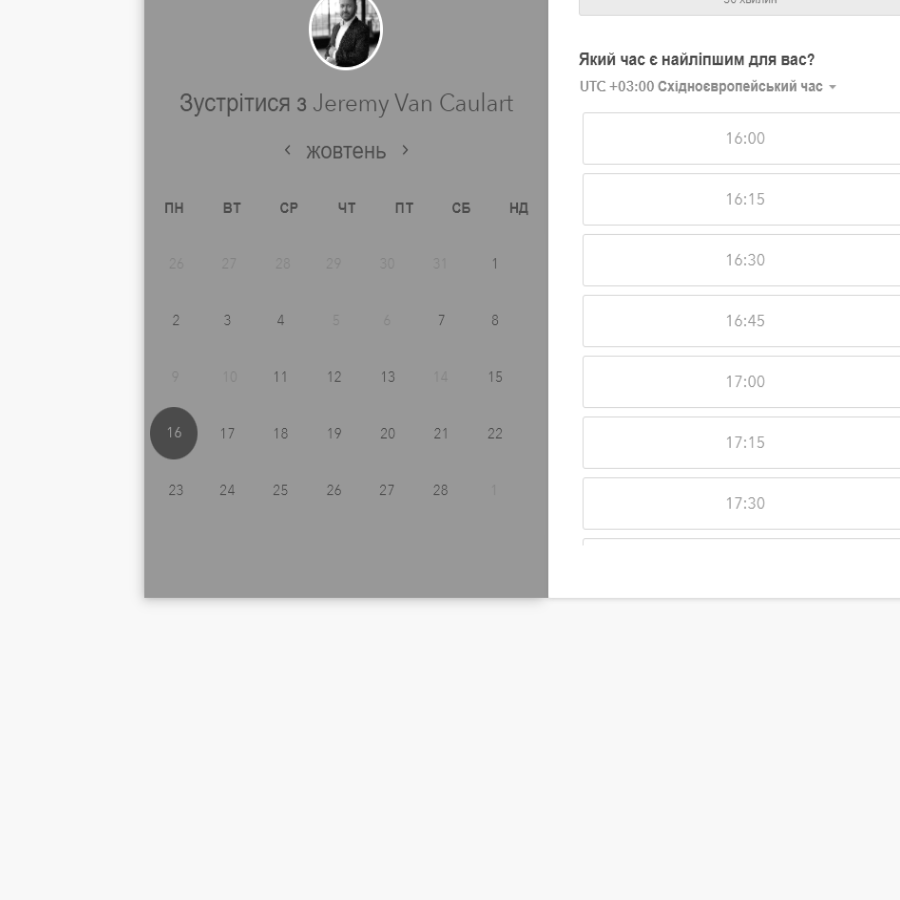 Зустрітися з Jeremy Van Caulart
‹ жовтень ›
ПН ВТ СР ЧТ ПТ СБ НД
26 27 28 29 30 31 1
2 3 4 5 6 7 8
9 10 11 12 13 14 15
16 17 18 19 20 21 22
23 24 25 26 27 28 1
Який час є найліпшим для вас?
UTC +03:00 Східноєвропейський час
16:00
16:15
16:30
16:45
17:00
17:15
17:30